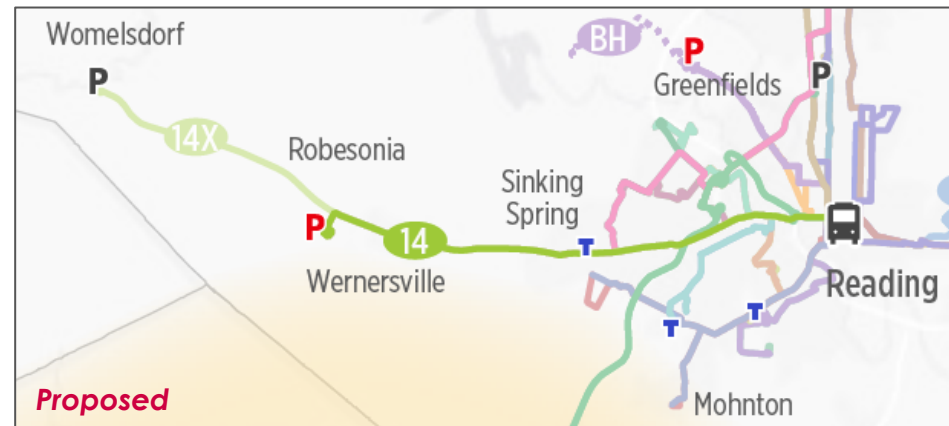 Womelsdorf
P
14X
Robesonia
P
14
Wernersville
BH
P
Greenfields
P
Sinking
Spring
T
Reading
T
T
Mohnton
Proposed